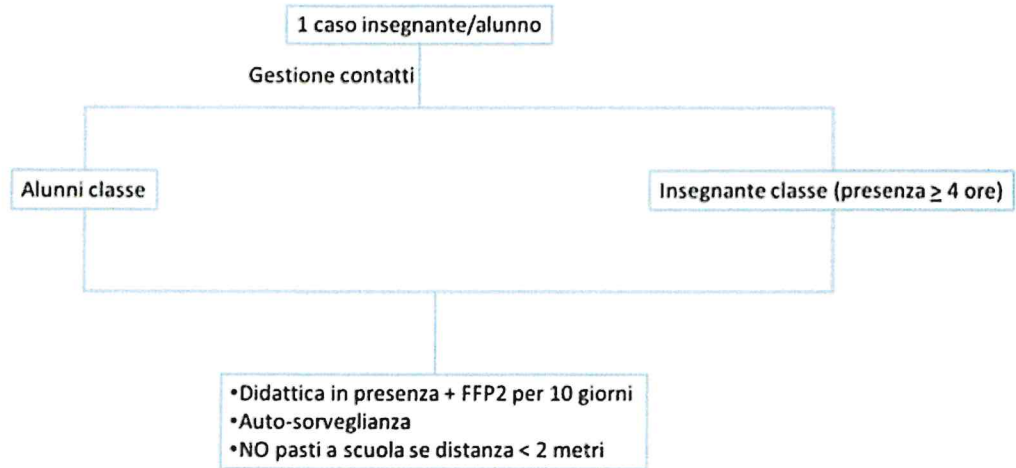 1 caso insegnante/alunno
Gestione contatti
Alunni classe
Insegnante classe (presenza ≥ 4 ore)
•Didattica in presenza + FFP2 per 10 giorni
•Auto-sorveglianza
•NO pasti a scuola se distanza < 2 metri